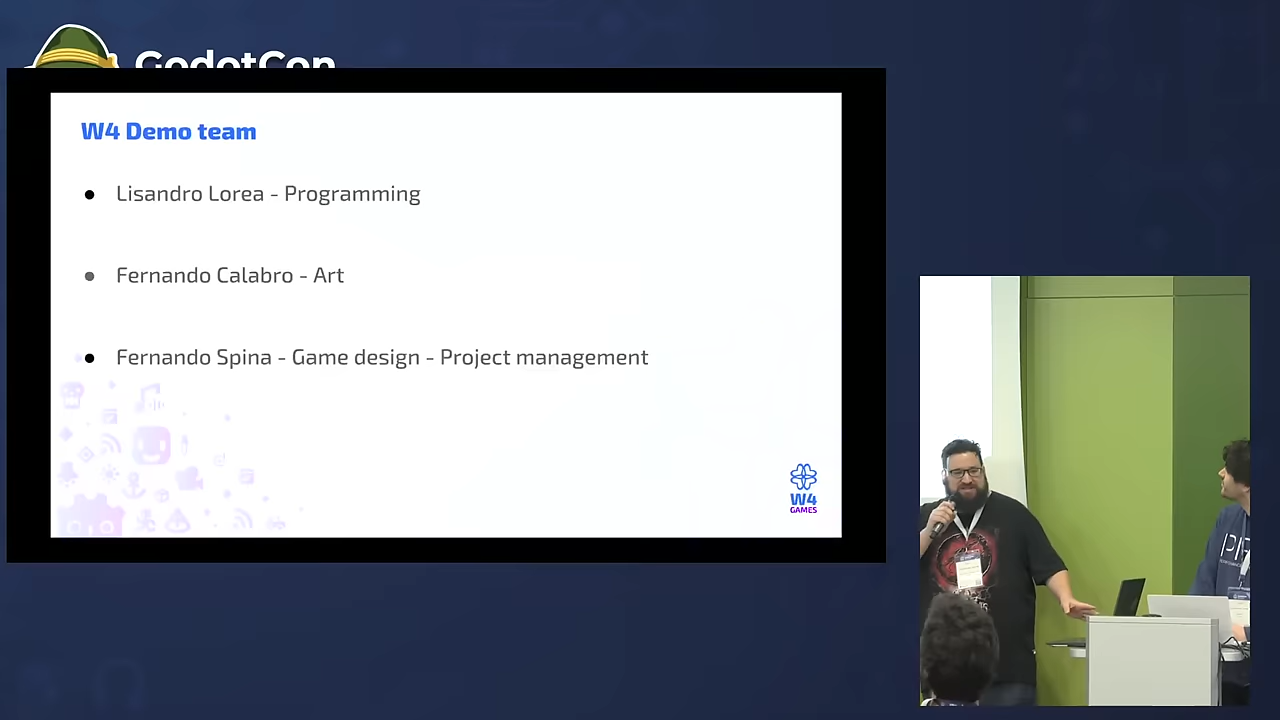 GodotCon
W4 Demo team
Lisandro Lorea - Programming
Fernando Calabro - Art
Fernando Spina - Game design - Project management
W4
GAMES